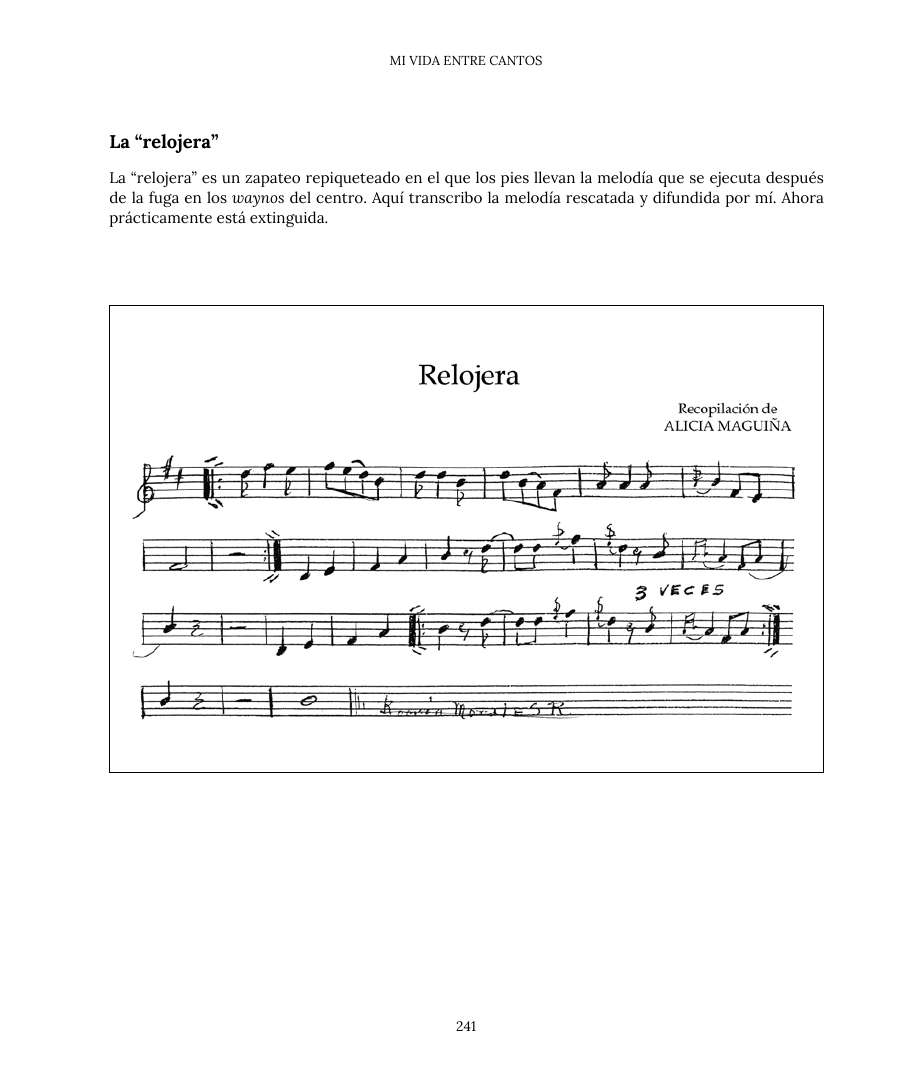 MI VIDA ENTRE CANTOS
La “relojera”
La “relojera” es un zapateo repiqueteado en el que los pies llevan la melodía que se ejecuta después
de la fuga en los waynos del centro. Aquí transcribo la melodía rescatada y difundida por mí. Ahora
prácticamente está extinguida.
Relojera
Recopilación de
ALICIA MAGUIÑA
3 VECES
R.
241